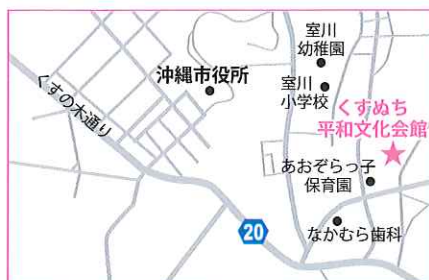 室川
幼稚園
沖縄市役所
室川
小学校
くすの木通り
くすぬち
平和文化会館
あおぞらっ子
保育園
20
なかむら歯科